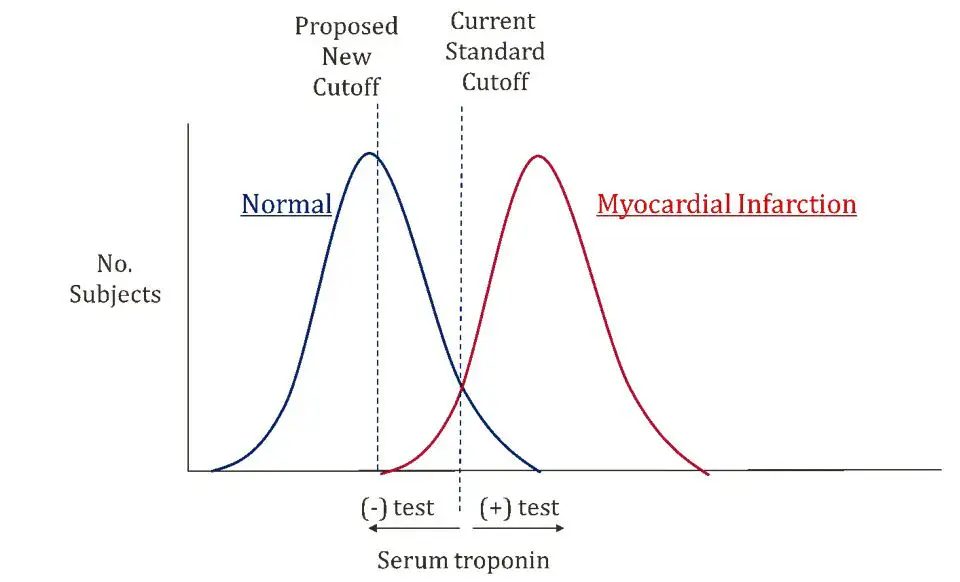 Proposed
New
Cutoff
Current
Standard
Cutoff
Normal
Myocardial Infarction
No.
Subjects
(-) test
(+) test
Serum troponin